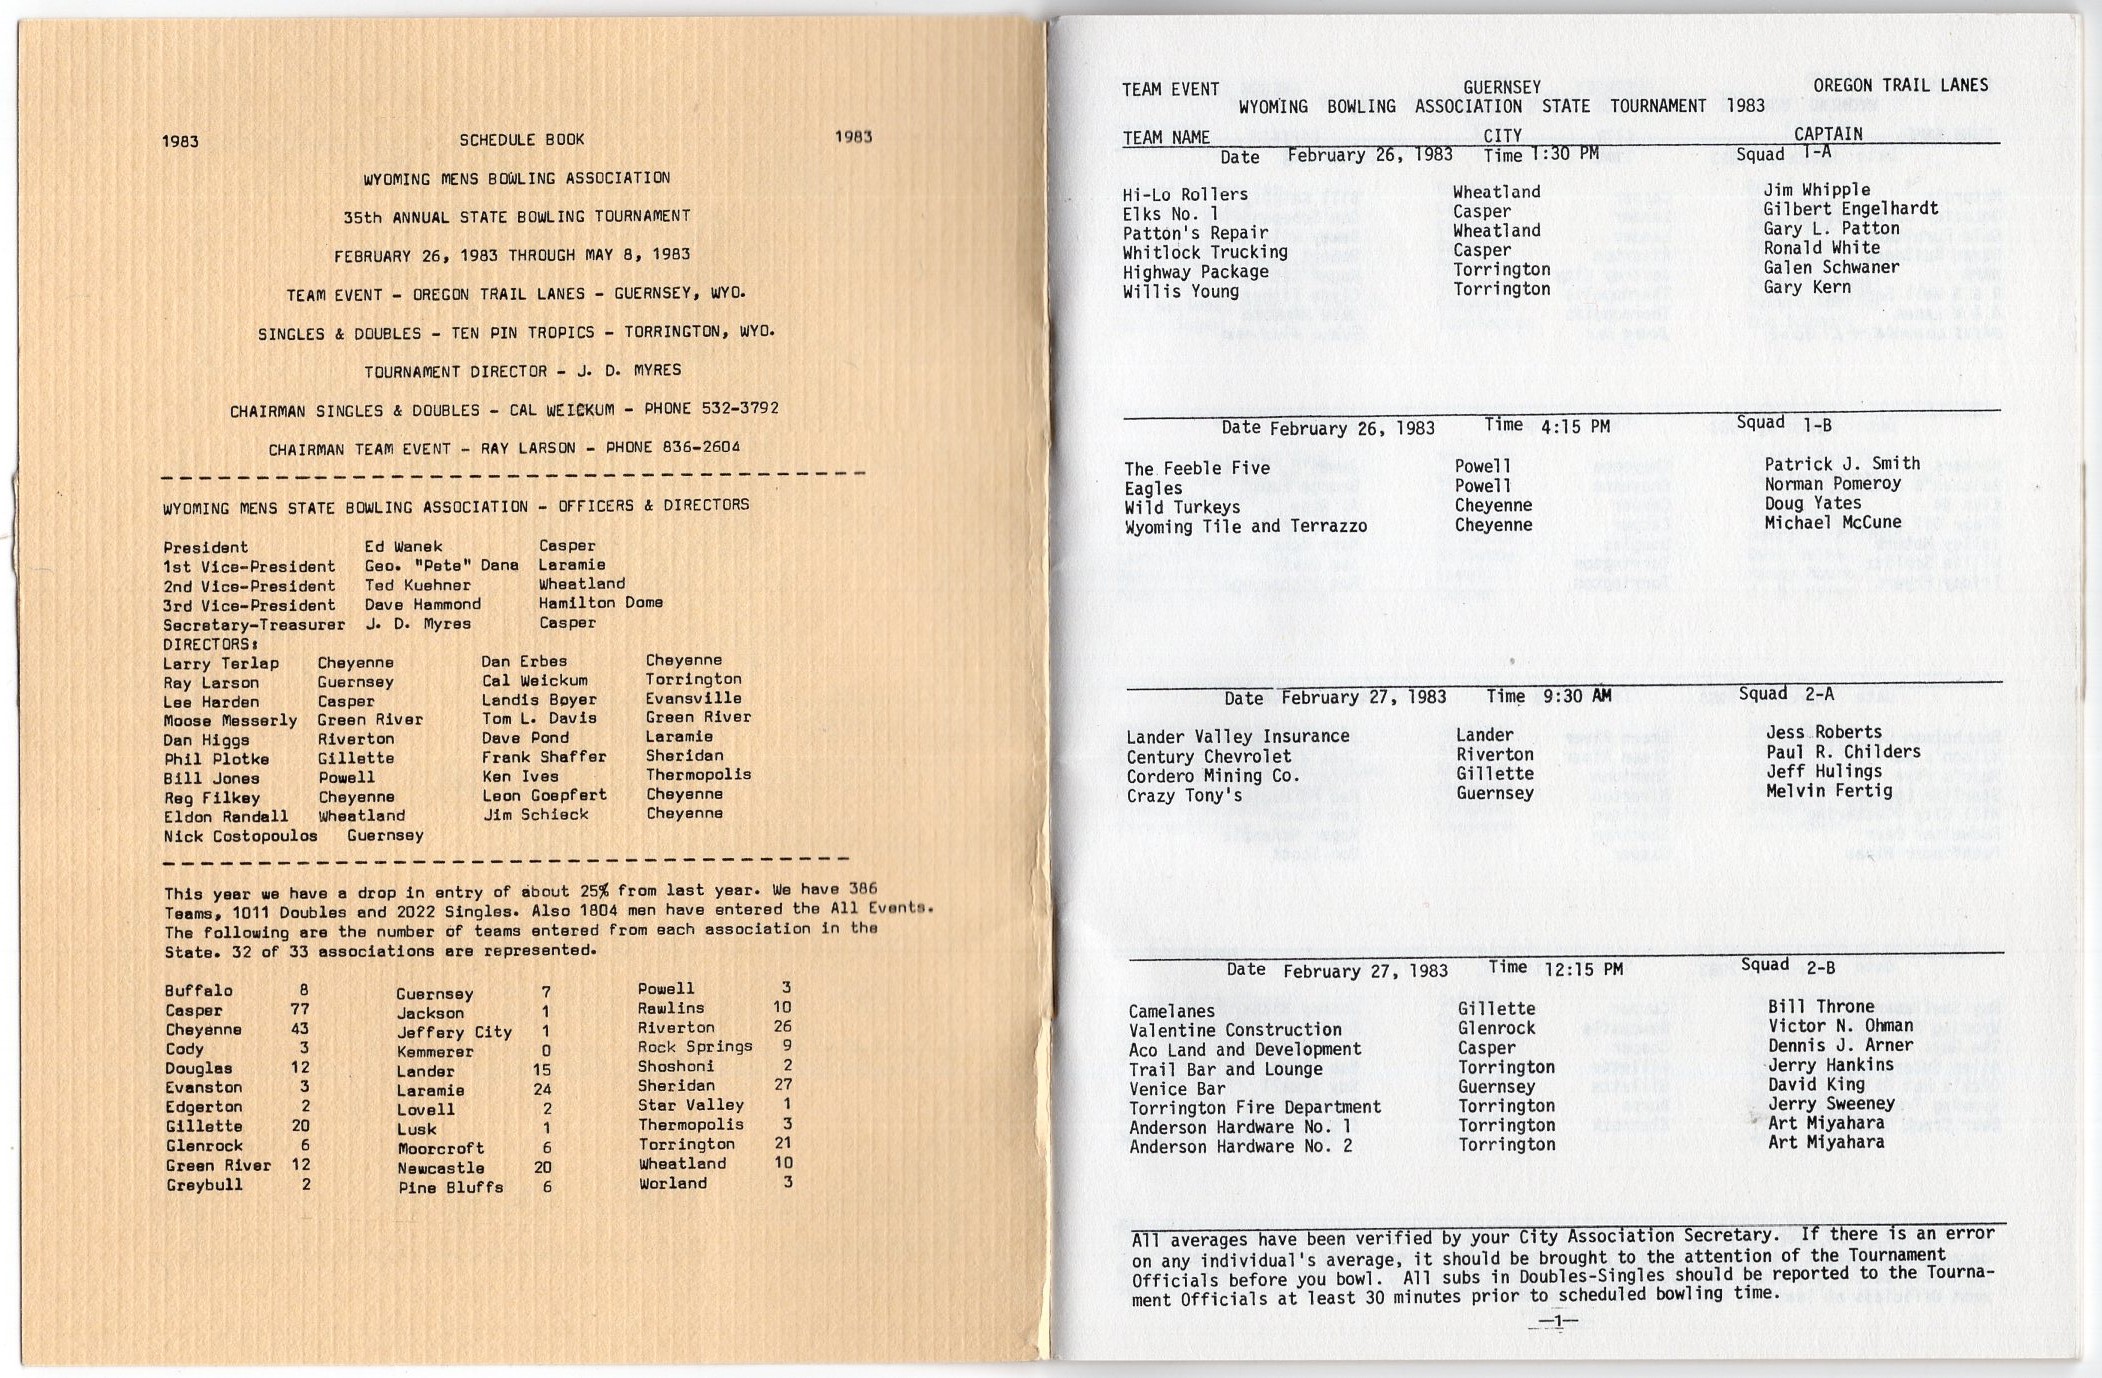 1983 SCHEDULE BOOK 1983
WYOMING MENS BOWLING ASSOCIATION
35th ANNUAL STATE BOWLING TOURNAMENT
FEBRUARY 26, 1983 THROUGH MAY 8, 1983
TEAM EVENT - OREGON TRAIL LANES - GUERNSEY, WYO.
SINGLES & DOUBLES - TEN PIN TROPICS - TORRINGTON, WYO.
TOURNAMENT DIRECTOR - J. D. MYRES
CHAIRMAN SINGLES & DOUBLES - CAL WEICKUM - PHONE 532-3792
CHAIRMAN TEAM EVENT - RAY LARSON - PHONE 836-2604
WYOMING MENS STATE BOWLING ASSOCIATION - OFFICERS & DIRECTORS
President Ed Wanek Casper
1st Vice-President Geo. "Pete" Dana Laramie
2nd Vice-President Ted Kuehner Wheatland
3rd Vice-President Dave Hammond Hamilton Dome
Secretary-Treasurer J. D. Myres Casper
DIRECTORS:
Larry Terlap Cheyenne Dan Erbes Cheyenne
Ray Larson Guernsey Cal Weickum Torrington
Lee Harden Casper Landis Boyer Evansville
Moose Messerly Green River Tom L. Davis Green River
Dan Higgs Riverton Dave Pond Laramie
Phil Plotke Gillette Frank Shaffer Sheridan
Bill Jones Powell Ken Ives Thermopolis
Reg Filkey Cheyenne Leon Goepfert Cheyenne
Eldon Randall Wheatland Jim Schieck Cheyenne
Nick Costopoulos Guernsey
This year we have a drop in entry of about 25% from last year. We have 386
Teams, 1011 Doubles and 2022 Singles. Also 1804 men have entered the All Events.
The following are the number of teams entered from each association in the
State. 32 of 33 associations are represented.
Buffalo 8 Guernsey 7 Powell 3
Casper 77 Jackson 1 Rawlins 10
Cheyenne 43 Jeffery City 1 Riverton 26
Cody 3 Kemmerer 0 Rock Springs 9
Douglas 12 Lander 15 Shoshoni 2
Evanston 3 Laramie 24 Sheridan 27
Edgerton 2 Lovell 2 Star Valley 1
Gillette 20 Lusk 1 Thermopolis 3
Glenrock 6 Moorcroft 6 Torrington 21
Green River 12 Newcastle 20 Wheatland 10
Greybull 2 Pine Bluffs 6 Worland 3
TEAM EVENT GUERNSEY OREGON TRAIL LANES
WYOMING BOWLING ASSOCIATION STATE TOURNAMENT 1983
TEAM NAME CITY CAPTAIN
Date February 26, 1983 Time 1:30 PM Squad 1-A
Hi-Lo Rollers Wheatland Jim Whipple
Elks No. 1 Casper Gilbert Engelhardt
Patton's Repair Wheatland Gary L. Patton
Whitlock Trucking Casper Ronald White
Highway Package Torrington Galen Schwaner
Willis Young Torrington Gary Kern
Date February 26, 1983 Time 4:15 PM Squad 1-B
The Feeble Five Powell Patrick J. Smith
Eagles Powell Norman Pomeroy
Wild Turkeys Cheyenne Doug Yates
Wyoming Tile and Terrazzo Cheyenne Michael McCune
Date February 27, 1983 Time 9:30 AM Squad 2-A
Lander Valley Insurance Lander Jess Roberts
Century Chevrolet Riverton Paul R. Childers
Cordero Mining Co. Gillette Jeff Hulings
Crazy Tony's Guernsey Melvin Fertig
Date February 27, 1983 Time 12:15 PM Squad 2-B
Camelanes Gillette Bill Throne
Valentine Construction Glenrock Victor N. Ohman
Aco Land and Development Casper Dennis J. Arner
Trail Bar and Lounge Torrington Jerry Hankins
Venice Bar Guernsey David King
Torrington Fire Department Torrington Jerry Sweeney
Anderson Hardware No. 1 Torrington Art Miyahara
Anderson Hardware No. 2 Torrington Art Miyahara
All averages have been verified by your City Association Secretary. If there is an error
on any individual's average, it should be brought to the attention of the Tournament
Officials before you bowl. All subs in Doubles-Singles should be reported to the Tourna-
ment Officials at least 30 minutes prior to scheduled bowling time.
—1—